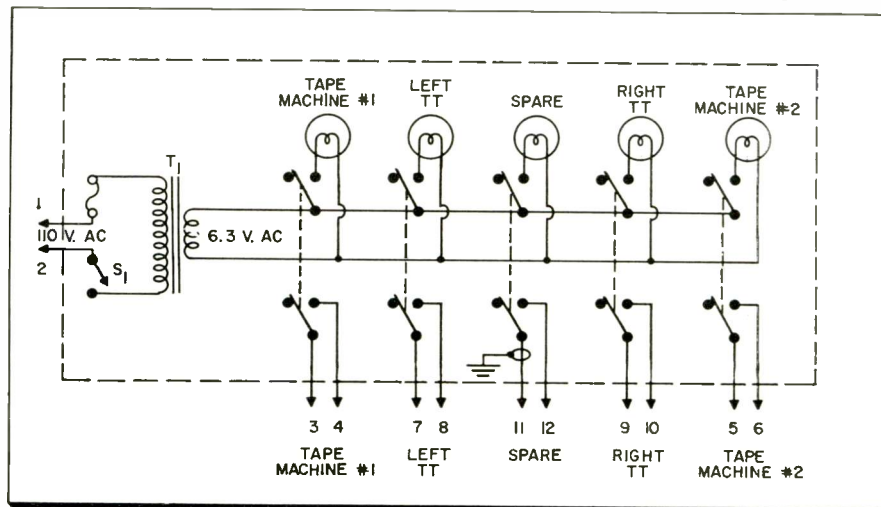 TAPE
MACHINE #1
LEFT
TT
SPARE
RIGHT
TT
TAPE
MACHINE #2
T1
1
110 V. AC
2
S1
6.3 V. AC
3 4 7 8 11 12 9 10 5 6
TAPE
MACHINE #1
LEFT
TT
SPARE
RIGHT
TT
TAPE
MACHINE #2